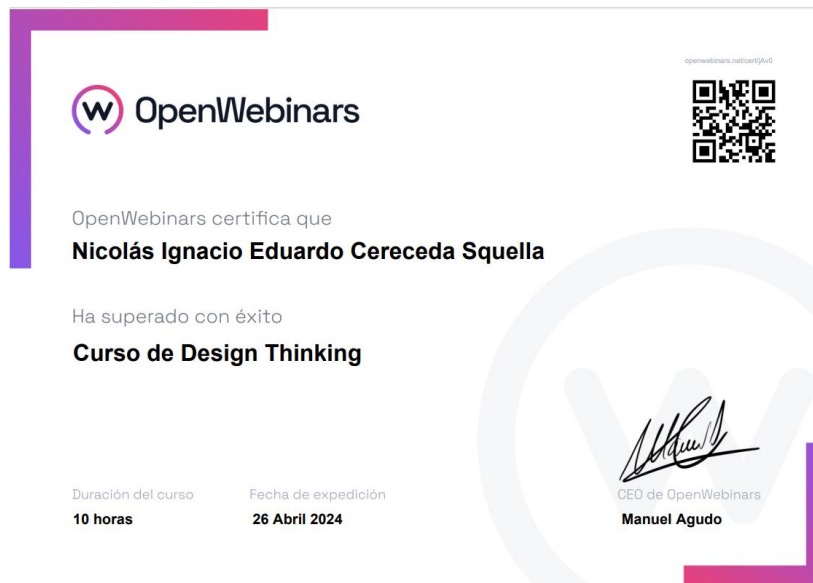 openwebinars.net/cert/jAv0
OpenWebinars
OpenWebinars certifica que
Nicolás Ignacio Eduardo Cereceda Squella
Ha superado con éxito
Curso de Design Thinking
Duración del curso
Fecha de expedición
CEO de OpenWebinars
10 horas
26 Abril 2024
Manuel Agudo